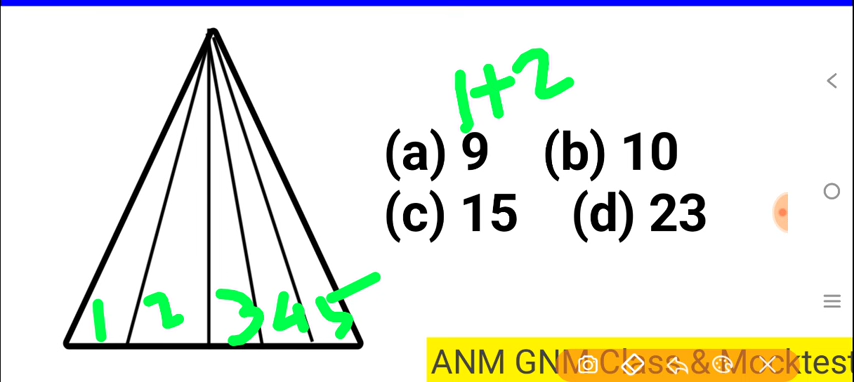 1+2
(a) 9 (b) 10
(c) 15 (d) 23
1 2 3 4 5
ANM GNM Class & Mocktest